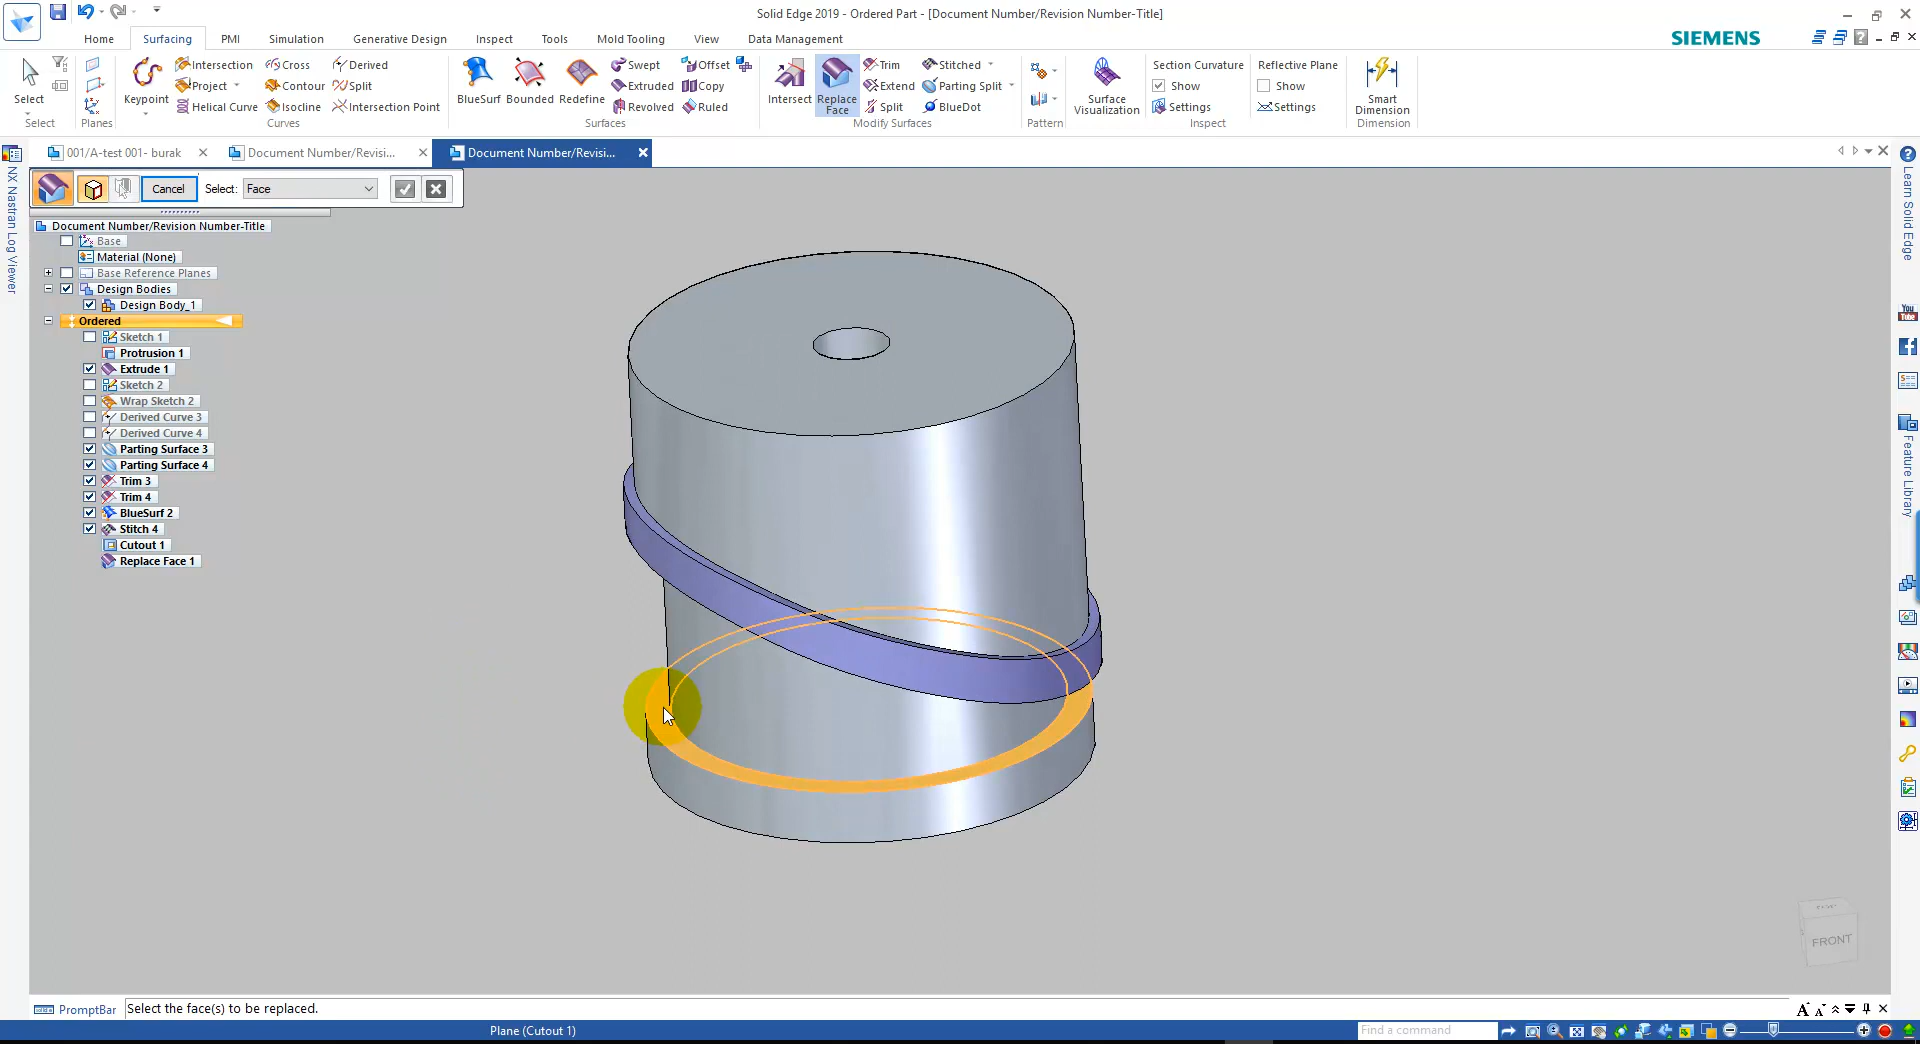 Solid Edge 2019 - Ordered Part - [Document Number/Revision Number-Title]
Home Surfacing PMI Simulation Generative Design Inspect Tools Mold Tooling View Data Management
SIEMENS
Select
Select
Planes
Keypoint
Intersection
Project
Helical Curve
Cross
Contour
Isocline
Derived
Split
Intersection Point
Curves
BlueSurf
Bounded
Redefine
Swept
Extruded
Revolved
Offset
Copy
Ruled
Surfaces
Intersect
Replace
Face
Trim
Extend
Split
Stitched
Parting Split
BlueDot
Modify Surfaces
Pattern
Surface
Visualization
Section Curvature
Show
Settings
Inspect
Reflective Plane
Show
Settings
Smart
Dimension
Dimension
001/A-test 001- burak
Document Number/Revisi...
Document Number/Revisi...
Cancel
Select:
Face
Document Number/Revision Number-Title
Base
Material (None)
Base Reference Planes
Design Bodies
Design Body_1
Ordered
Sketch 1
Protrusion 1
Extrude 1
Sketch 2
Wrap Sketch 2
Derived Curve 3
Derived Curve 4
Parting Surface 3
Parting Surface 4
Trim 3
Trim 4
BlueSurf 2
Stitch 4
Cutout 1
Replace Face 1
NX Nastran Log Viewer
Learn Solid Edge
You
Tube
Feature Library
FRONT
PromptBar
Select the face(s) to be replaced.
Plane (Cutout 1)
Find a command